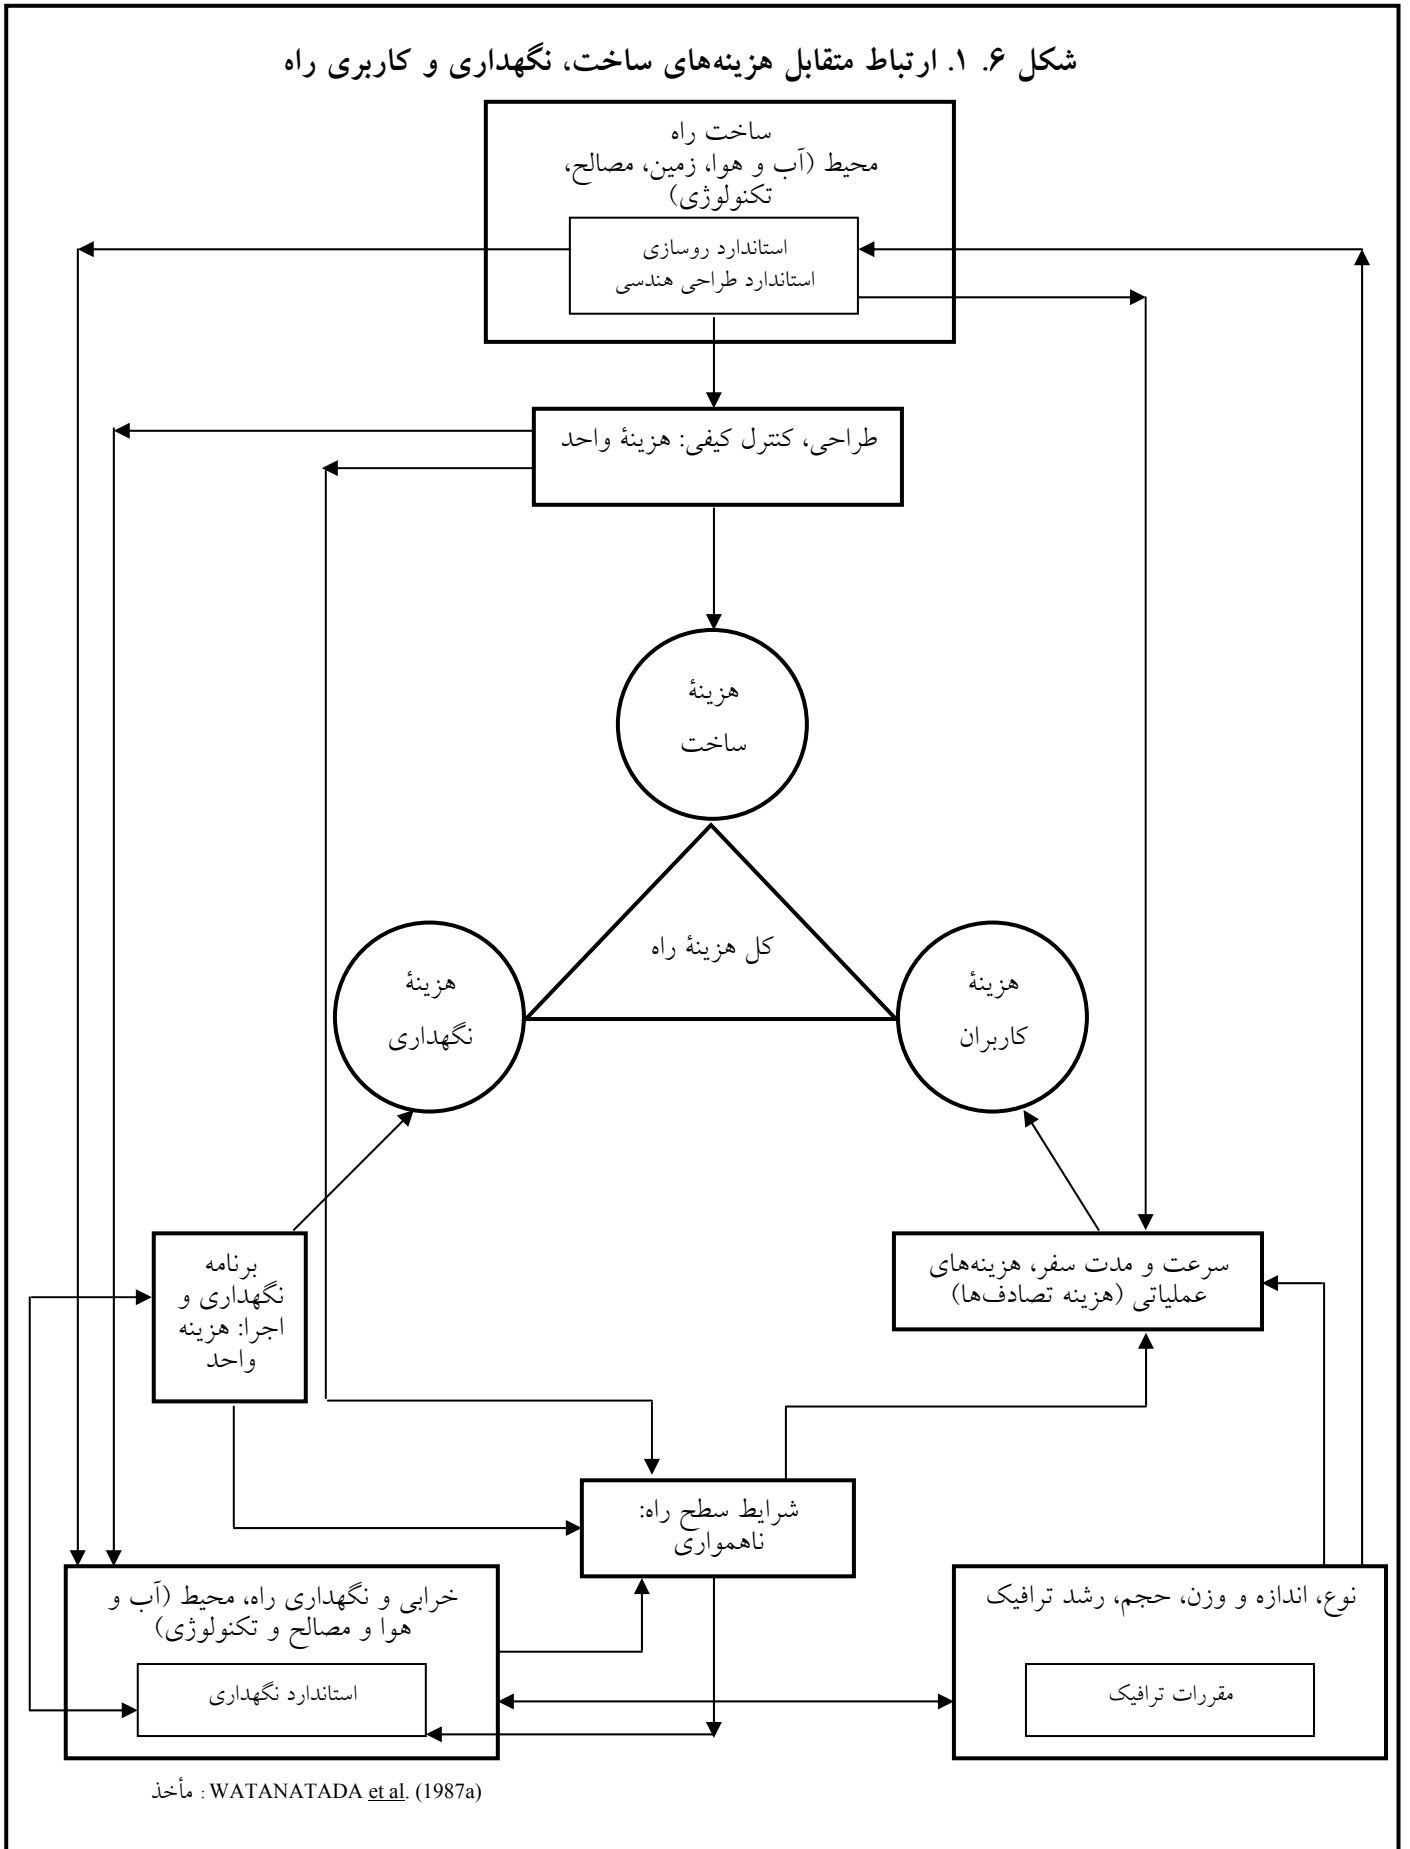 شکل ۶. ۱. ارتباط متقابل هزینه‌های ساخت، نگهداری و کاربری راه
ساخت راه
محیط (آب و هوا، زمین، مصالح،
تکنولوژی)
استاندارد روسازی
استاندارد طراحی هندسی
طراحی، کنترل کیفی: هزینهٔ واحد
هزینهٔ
ساخت
کل هزینهٔ راه
هزینهٔ
کاربران
هزینهٔ
نگهداری
سرعت و مدت سفر، هزینه‌های
عملیاتی (هزینه تصادف‌ها)
برنامه
نگهداری و
اجرا: هزینه
واحد
شرایط سطح راه:
ناهمواری
نوع، اندازه و وزن، حجم، رشد ترافیک
مقررات ترافیک
خرابی و نگهداری راه، محیط (آب و
هوا و مصالح و تکنولوژی)
استاندارد نگهداری
مأخذ : WATANATADA et al. (1987a)